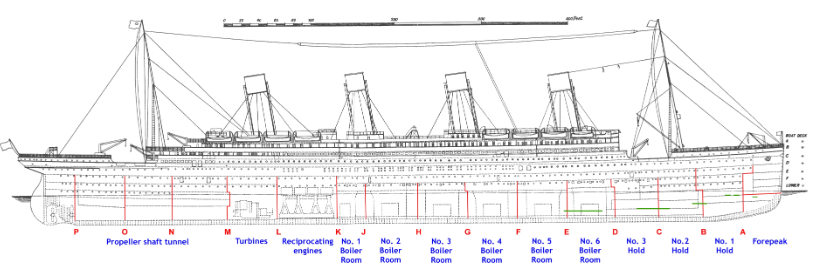 BOAT DECK
A
B
C
D
E
F
P O N M L K J H G F E D C B A
Propeller shaft tunnel Turbines Reciprocating engines No. 1 Boiler Room No. 2 Boiler Room No. 3 Boiler Room No. 4 Boiler Room No. 5 Boiler Room No. 6 Boiler Room No. 3 Hold No.2 Hold No. 1 Hold Forepeak